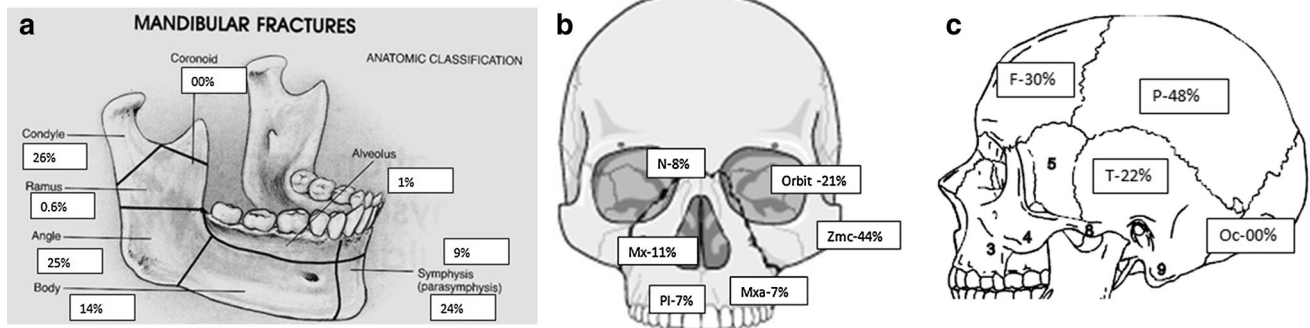 a
MANDIBULAR FRACTURES
ANATOMIC CLASSIFICATION
Coronoid
00%
Condyle
26%
Alveolus
1%
Ramus
0.6%
Angle
25%
9%
Symphysis
(parasymphysis)
24%
Body
14%
b
N-8%
Orbit -21%
Zmc-44%
Mx-11%
Mxa-7%
Pl-7%
c
F-30%
P-48%
5
T-22%
Oc-00%
3
4
8
9